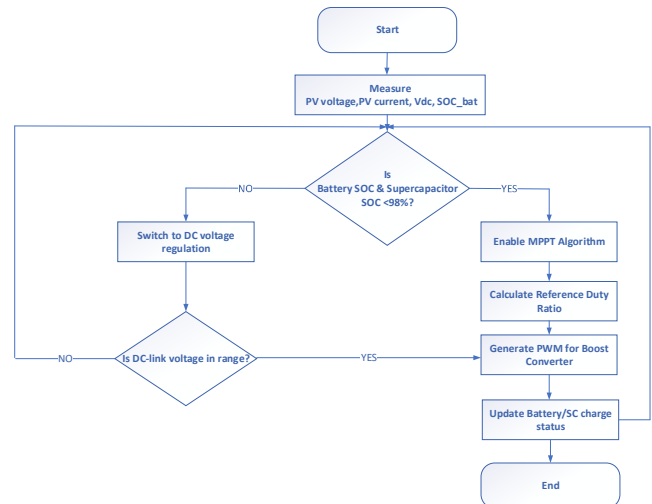 Start
Measure
PV voltage,PV current, Vdc, SOC_bat
Is
Battery SOC & Supercapacitor
SOC <98%?
NO
YES
Switch to DC voltage
regulation
Enable MPPT Algorithm
Calculate Reference Duty
Ratio
Is DC-link voltage in range?
NO
YES
Generate PWM for Boost
Converter
Update Battery/SC charge
status
End